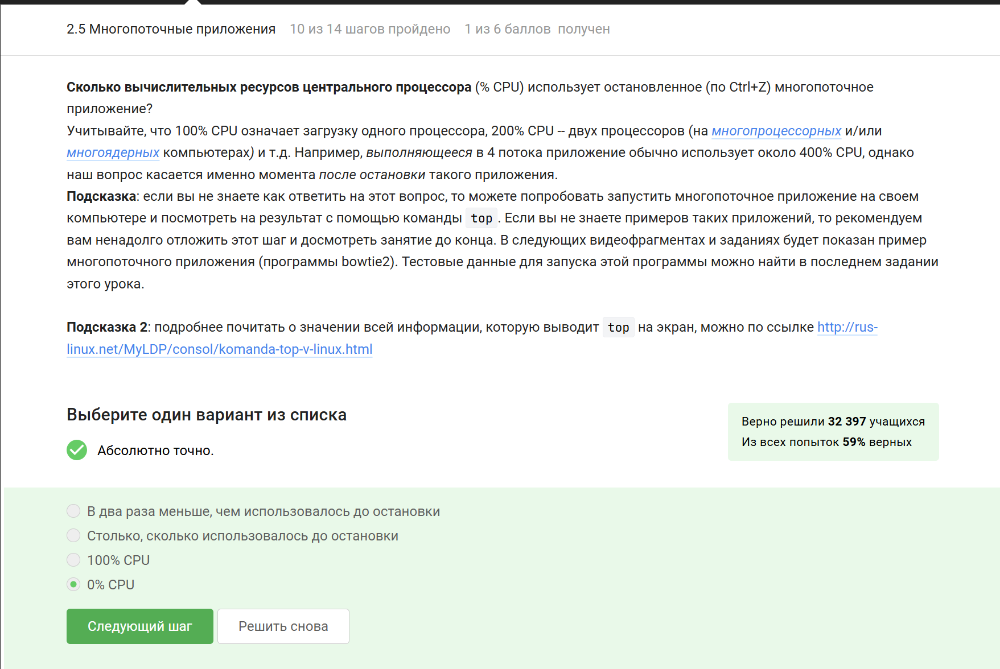 2.5 Многопоточные приложения 10 из 14 шагов пройдено 1 из 6 баллов получен
Сколько вычислительных ресурсов центрального процессора (% CPU) использует остановленное (по Ctrl+Z) многопоточное
приложение?
Учитывайте, что 100% CPU означает загрузку одного процессора, 200% CPU -- двух процессоров (на многопроцессорных и/или
многоядерных компьютерах) и т.д. Например, выполняющееся в 4 потока приложение обычно использует около 400% CPU, однако
наш вопрос касается именно момента после остановки такого приложения.
Подсказка: если вы не знаете как ответить на этот вопрос, то можете попробовать запустить многопоточное приложение на своем
компьютере и посмотреть на результат с помощью команды top. Если вы не знаете примеров таких приложений, то рекомендуем
вам ненадолго отложить этот шаг и досмотреть занятие до конца. В следующих видеофрагментах и заданиях будет показан пример
многопоточного приложения (программы bowtie2). Тестовые данные для запуска этой программы можно найти в последнем задании
этого урока.
Подсказка 2: подробнее почитать о значении всей информации, которую выводит top на экран, можно по ссылке http://rus-
linux.net/MyLDP/consol/komanda-top-v-linux.html
Выберите один вариант из списка
Верно решили 32 397 учащихся
Из всех попыток 59% верных
Абсолютно точно.
В два раза меньше, чем использовалось до остановки
Столько, сколько использовалось до остановки
100% CPU
0% CPU
Следующий шаг Решить снова